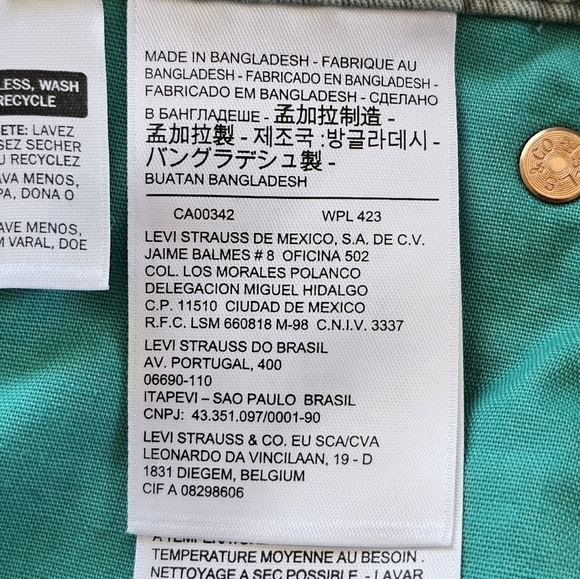 LESS, WASH
RECYCLE
LAVEZ
SEZ SECHER
U RECYCLEZ
AVA MENOS,
PA, DONA O
AVE MENOS,
M VARAL, DOE
MADE IN BANGLADESH - FABRIQUE AU
BANGLADESH - FABRICADO EN BANGLADESH -
FABRICADO EM BANGLADESH - СДЕЛАНО
В БАНГЛАДЕШЕ - 孟加拉制造 -
孟加拉製 - 제조국 :방글라데시 -
バングラデシュ製 -
BUATAN BANGLADESH
CA00342 WPL 423
LEVI STRAUSS DE MEXICO, S.A. DE C.V.
JAIME BALMES # 8 OFICINA 502
COL. LOS MORALES POLANCO
DELEGACION MIGUEL HIDALGO
C.P. 11510 CIUDAD DE MEXICO
R.F.C. LSM 660818 M-98 C.N.I.V. 3337
LEVI STRAUSS DO BRASIL
AV. PORTUGAL, 400
06690-110
ITAPEVI – SAO PAULO BRASIL
CNPJ: 43.351.097/0001-90
LEVI STRAUSS & CO. EU SCA/CVA
LEONARDO DA VINCILAAN, 19 - D
1831 DIEGEM, BELGIUM
CIF A 08298606
TEMPERATURE MOYENNE AU BESOIN .
NETTOYAGE A SEC POSSIBLE - LAVAR